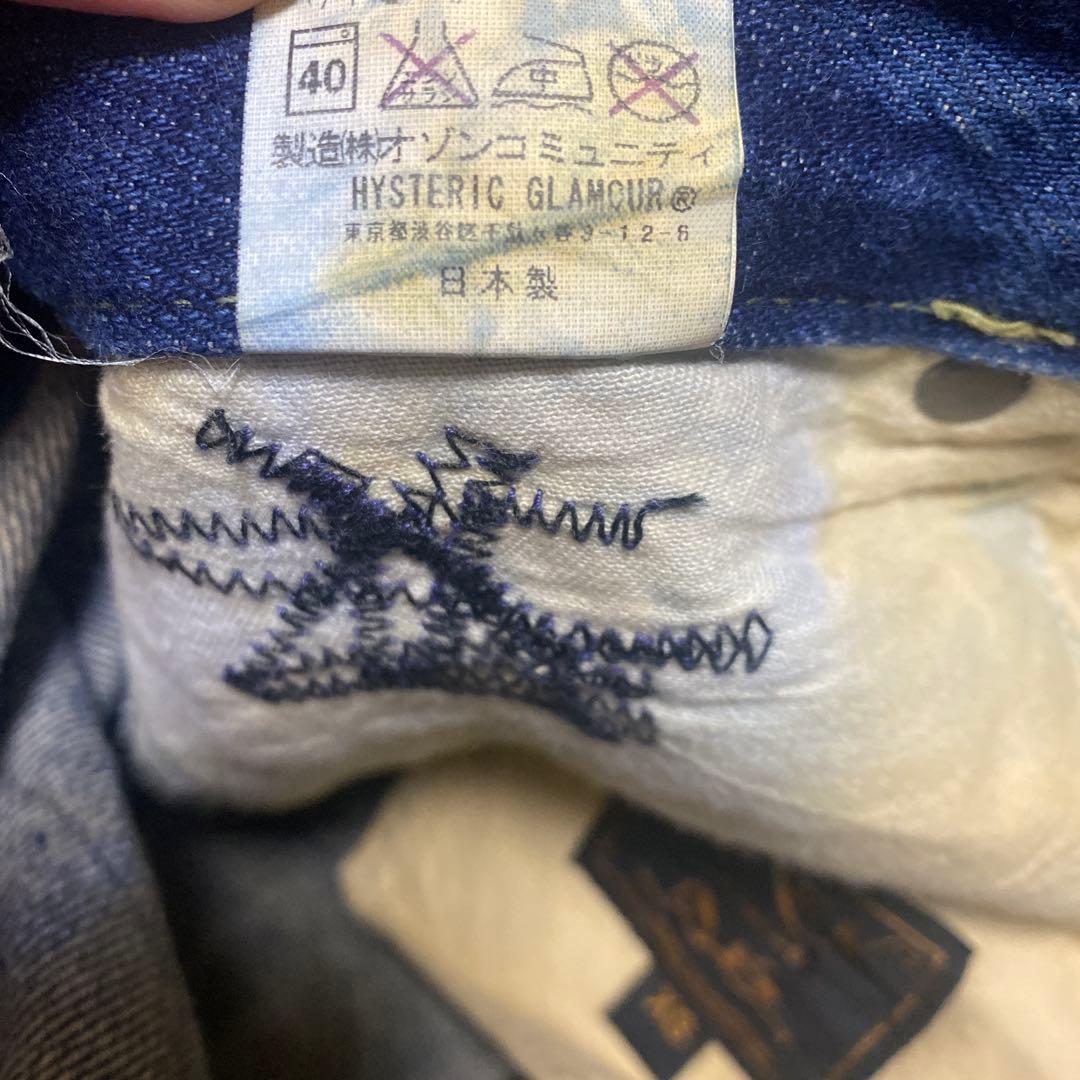 40 中
製造(株)オゾンコミュニティ
HYSTERIC GLAMOUR®
東京都渋谷区千駄ヶ谷3-12-6
日本製